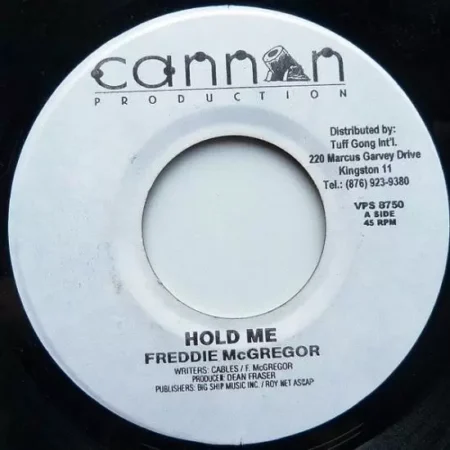 cannon
PRODUCTION
Distributed by:
Tuff Gong Int'l.
220 Marcus Garvey Drive
Kingston 11
Tel.: (876) 923-9380
VPS 8750
A SIDE
45 RPM
HOLD ME
FREDDIE McGREGOR
WRITERS: CABLES / F. McGREGOR
PRODUCER: DEAN FRASER
PUBLISHERS: BIG SHIP MUSIC INC. / ROY NET ASCAP